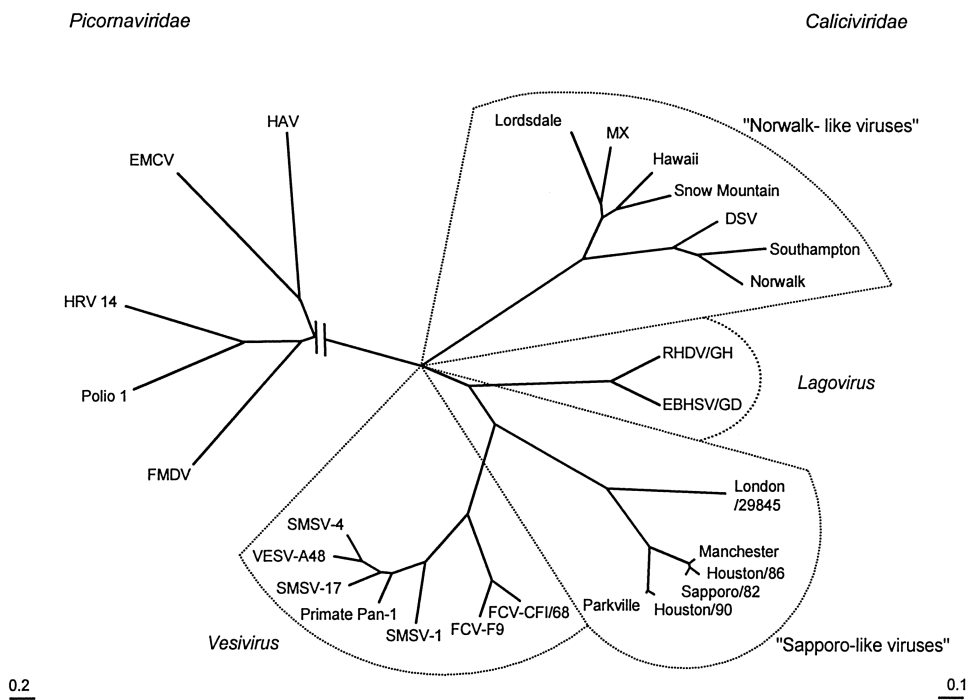 Picornaviridae
Caliciviridae
HAV
EMCV
HRV 14
Polio 1
FMDV
Lordsdale
MX
"Norwalk- like viruses"
Hawaii
Snow Mountain
DSV
Southampton
Norwalk
RHDV/GH
Lagovirus
EBHSV/GD
London
/29845
Manchester
Houston/86
Sapporo/82
Parkville
Houston/90
"Sapporo-like viruses"
SMSV-4
VESV-A48
SMSV-17
Primate Pan-1
SMSV-1
FCV-F9
FCV-CFI/68
Vesivirus
0.2
0.1